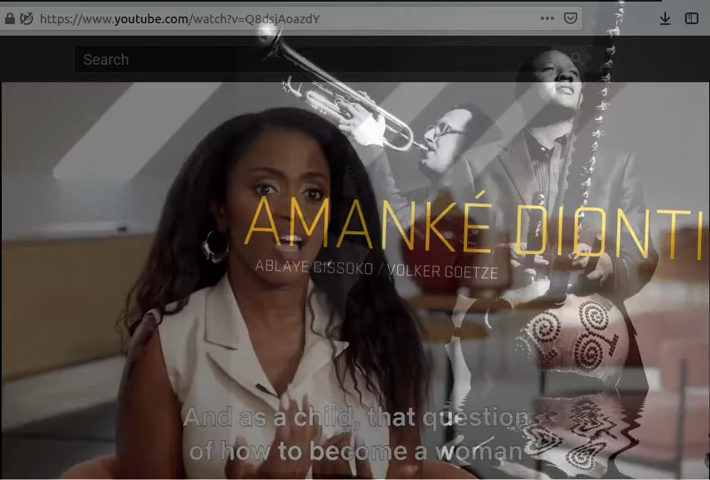 https://www.youtube.com/watch?v=Q8dsjAoazdY
Search
AMANKÉ DIONTI
ABLAYE CISSOKO / VOLKER GOETZE
And as a child, that question
of how to become a woman